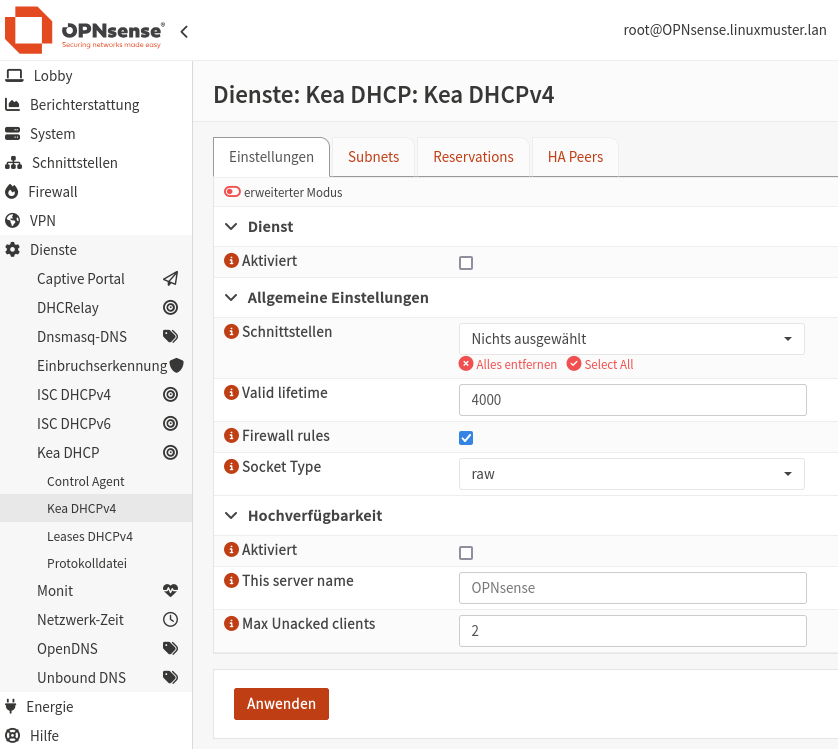 OPNsense®
Securing networks made easy
root@OPNsense.linuxmuster.lan
Lobby
Berichterstattung
System
Schnittstellen
Firewall
VPN
Dienste
Captive Portal
DHCRelay
Dnsmasq-DNS
Einbruchserkennung
ISC DHCPv4
ISC DHCPv6
Kea DHCP
Control Agent
Kea DHCPv4
Leases DHCPv4
Protokolldatei
Monit
Netzwerk-Zeit
OpenDNS
Unbound DNS
Energie
Hilfe
Dienste: Kea DHCP: Kea DHCPv4
Einstellungen Subnets Reservations HA Peers
erweiterter Modus
Dienst
Aktiviert
Allgemeine Einstellungen
Schnittstellen Nichts ausgewählt
Alles entfernen Select All
Valid lifetime 4000
Firewall rules
Socket Type raw
Hochverfügbarkeit
Aktiviert
This server name OPNsense
Max Unacked clients 2
Anwenden